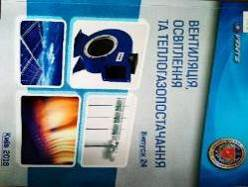 ВЕНТИЛЯЦІЯ,
ОСВІТЛЕННЯ
ТА ТЕПЛОГАЗОПОСТАЧАННЯ
Випуск 24
Київ 2018